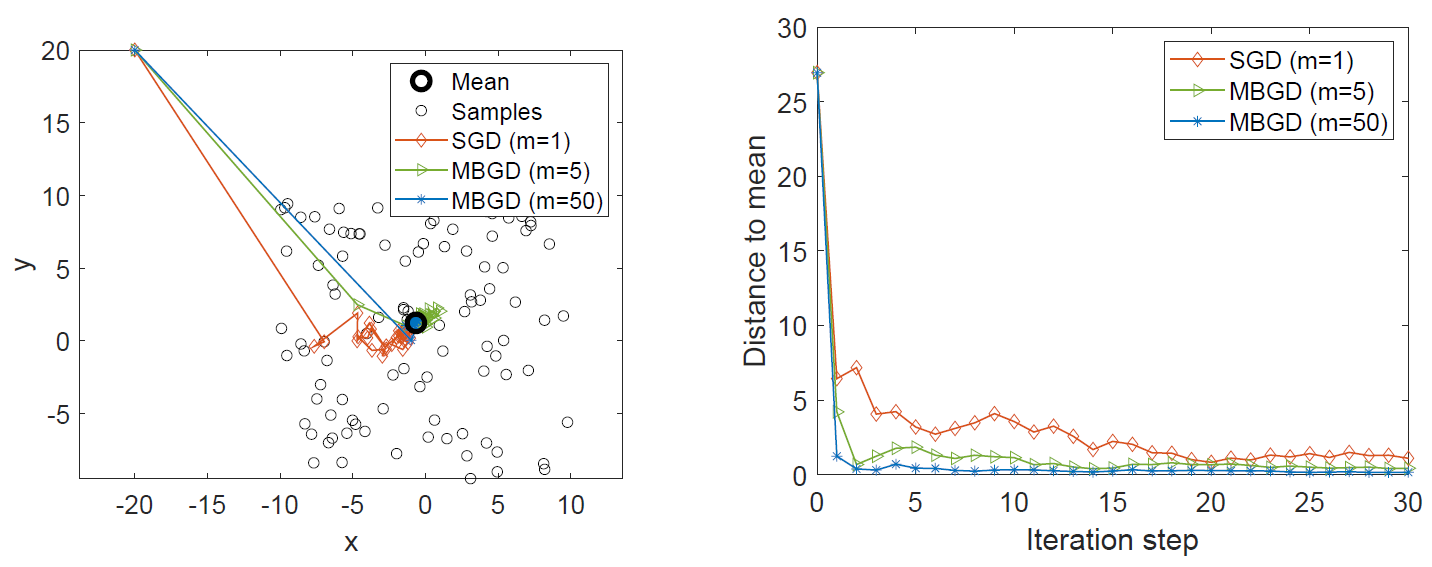 20
15
10
5
0
-5
y
-20
-15
-10
-5
0
5
10
x
Mean
Samples
SGD (m=1)
MBGD (m=5)
MBGD (m=50)
30
25
20
15
10
5
0
Distance to mean
0
5
10
15
20
25
30
Iteration step
SGD (m=1)
MBGD (m=5)
MBGD (m=50)